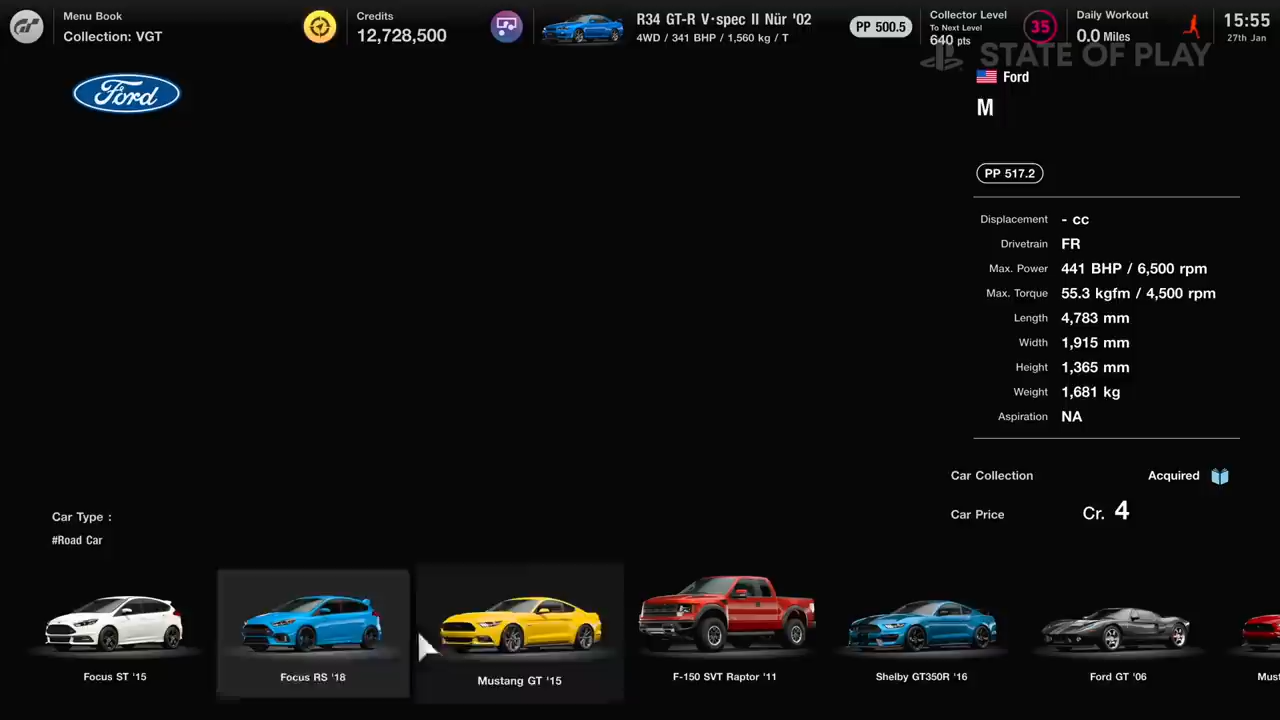 Menu Book
Collection: VGT
Credits
12,728,500
R34 GT-R V·spec II Nür '02
4WD / 341 BHP / 1,560 kg / T
PP 500.5
Collector Level
To Next Level
640 pts
35
Daily Workout
0.0 Miles
15:55
27th Jan
STATE OF PLAY
Ford
Ford
M
PP 517.2
Displacement - cc
Drivetrain FR
Max. Power 441 BHP / 6,500 rpm
Max. Torque 55.3 kgfm / 4,500 rpm
Length 4,783 mm
Width 1,915 mm
Height 1,365 mm
Weight 1,681 kg
Aspiration NA
Car Collection Acquired
Car Price Cr. 4
Car Type :
#Road Car
Focus ST '15
Focus RS '18
Mustang GT '15
F-150 SVT Raptor '11
Shelby GT350R '16
Ford GT '06
Must